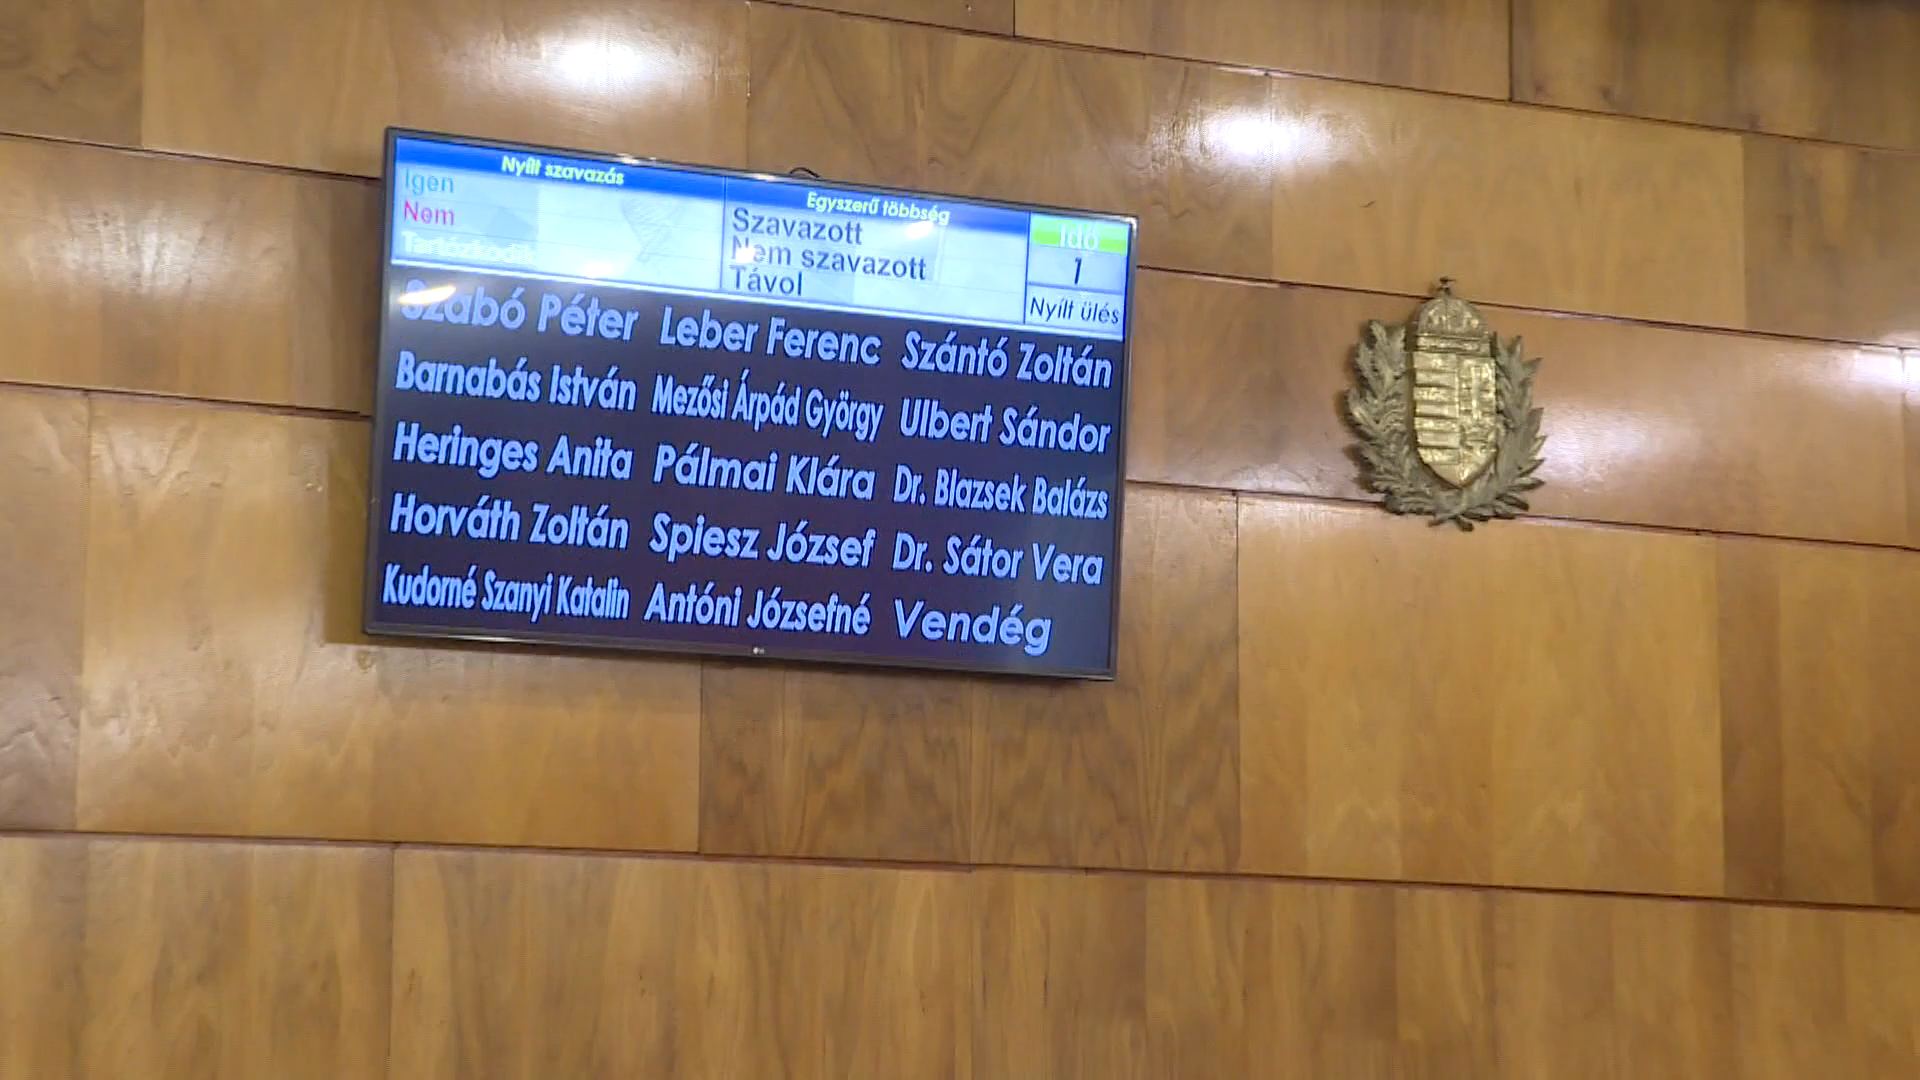 Nyílt szavazás
Igen
Nem
Tartózkodik
Egyszerű többség
Szavazott
Nem szavazott
Távol
Idő
1
Nyílt ülés
Szabó Péter Leber Ferenc Szántó Zoltán
Barnabás István Mezősi Árpád György Ulbert Sándor
Heringes Anita Pálmai Klára Dr. Blazsek Balázs
Horváth Zoltán Spiesz József Dr. Sátor Vera
Kudorné Szanyi Katalin Antóni Józsefné Vendég
LG